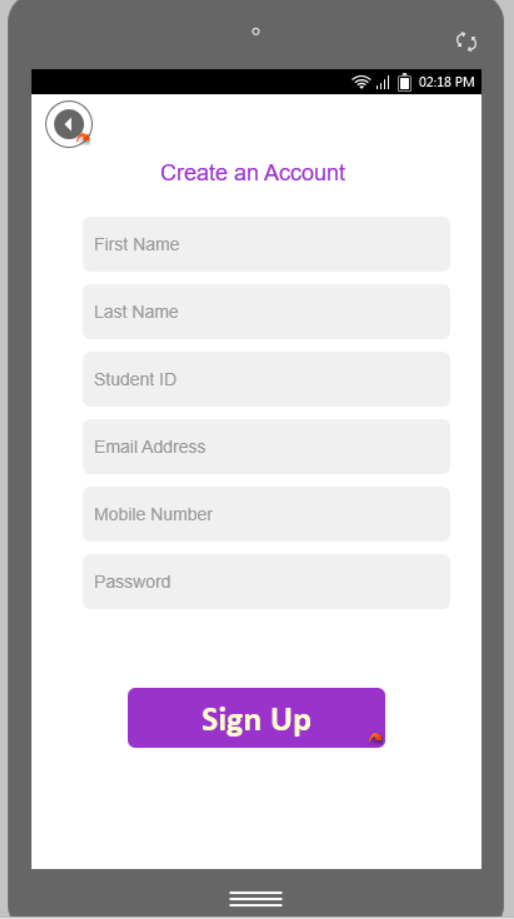 02:18 PM
Create an Account
First Name
Last Name
Student ID
Email Address
Mobile Number
Password
Sign Up